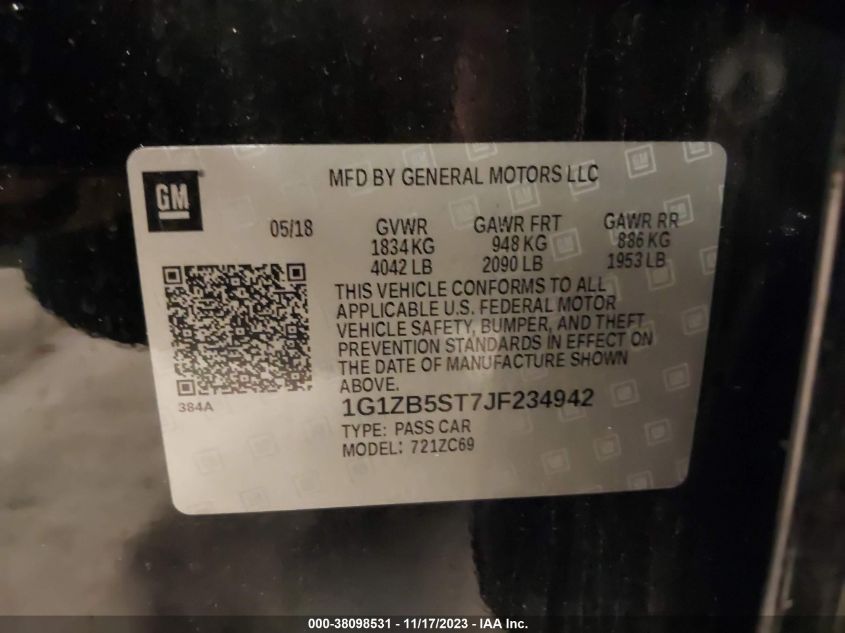 MFD BY GENERAL MOTORS LLC
GM
05/18 GVWR GAWR FRT GAWR RR
1834 KG 948 KG 886 KG
4042 LB 2090 LB 1953 LB
THIS VEHICLE CONFORMS TO ALL
APPLICABLE U.S. FEDERAL MOTOR
VEHICLE SAFETY, BUMPER, AND THEFT
PREVENTION STANDARDS IN EFFECT ON
THE DATE OF MANUFACTURE SHOWN
ABOVE.
384A
1G1ZB5ST7JF234942
TYPE: PASS CAR
MODEL: 721ZC69
000-38098531 - 11/17/2023 - IAA Inc.